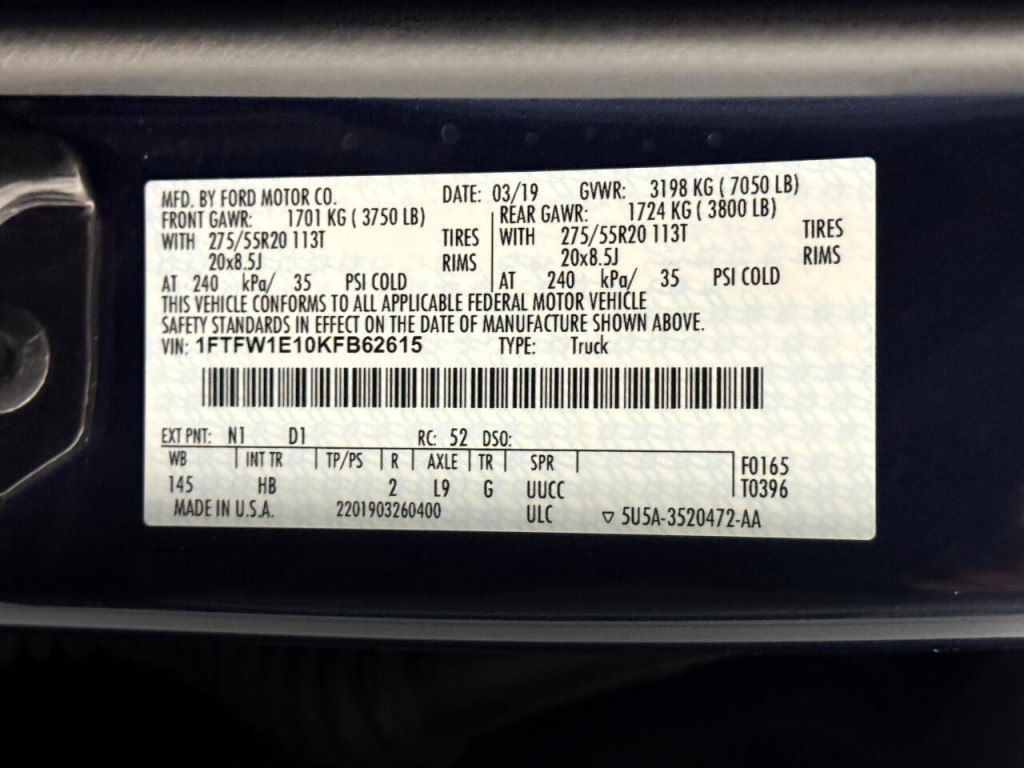 MFD. BY FORD MOTOR CO. DATE: 03/19 GVWR: 3198 KG ( 7050 LB)
FRONT GAWR: 1701 KG ( 3750 LB) REAR GAWR: 1724 KG ( 3800 LB)
WITH 275/55R20 113T TIRES WITH 275/55R20 113T TIRES
20x8.5J RIMS 20x8.5J RIMS
AT 240 kPa/ 35 PSI COLD AT 240 kPa/ 35 PSI COLD
THIS VEHICLE CONFORMS TO ALL APPLICABLE FEDERAL MOTOR VEHICLE
SAFETY STANDARDS IN EFFECT ON THE DATE OF MANUFACTURE SHOWN ABOVE.
VIN: 1FTFW1E10KFB62615 TYPE: Truck
EXT PNT: N1 D1 RC: 52 DSO:
WB INT TR TP/PS R AXLE TR SPR F0165
145 HB 2 L9 G UUCC T0396
MADE IN U.S.A. 2201903260400 ULC ▽ 5U5A-3520472-AA